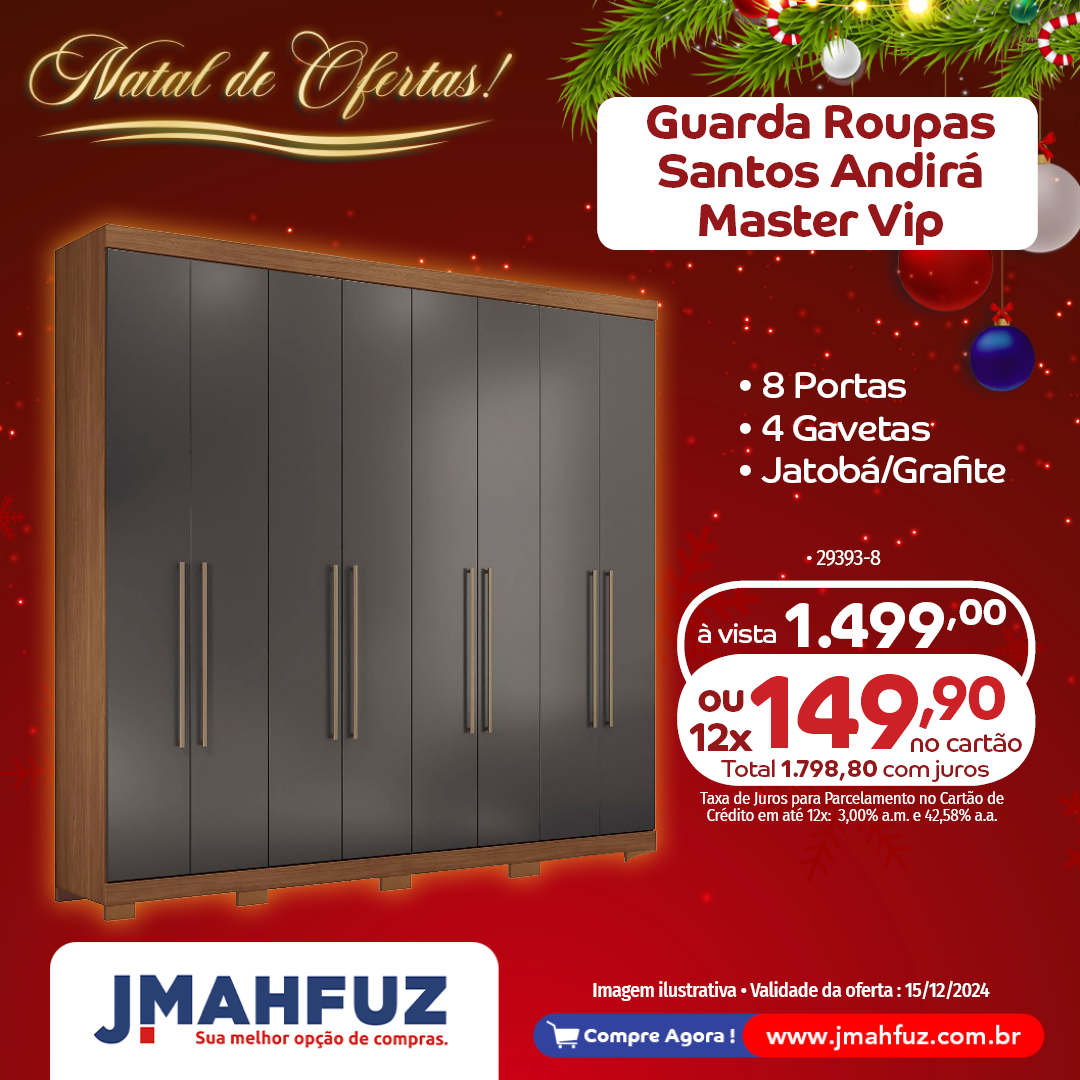 Natal de Ofertas!
Guarda Roupas
Santos Andirá
Master Vip
• 8 Portas
• 4 Gavetas
• Jatobá/Grafite
• 29393-8
à vista 1.499,00
ou
12x 149,90
no cartão
Total 1.798,80 com juros
Taxa de Juros para Parcelamento no Cartão de
Crédito em até 12x: 3,00% a.m. e 42,58% a.a.
JMAHFUZ
Sua melhor opção de compras.
Imagem ilustrativa • Validade da oferta : 15/12/2024
Compre Agora !
www.jmahfuz.com.br